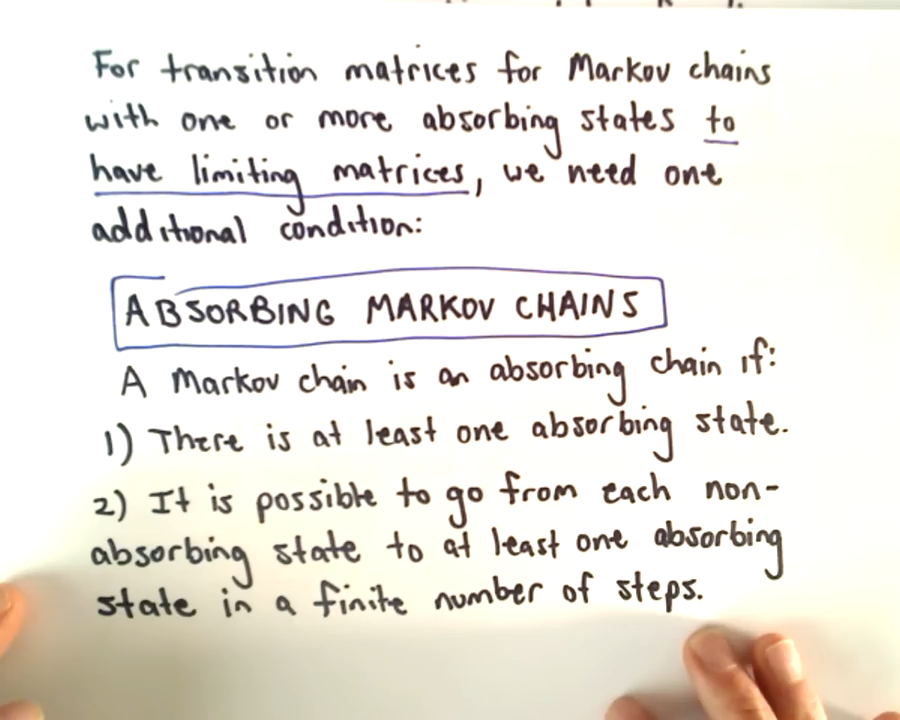 For transition matrices for Markov chains
with one or more absorbing states to
have limiting matrices, we need one
additional condition:
ABSORBING MARKOV CHAINS
A Markov chain is an absorbing chain if:
1) There is at least one absorbing state.
2) It is possible to go from each non-
absorbing state to at least one absorbing
state in a finite number of steps.